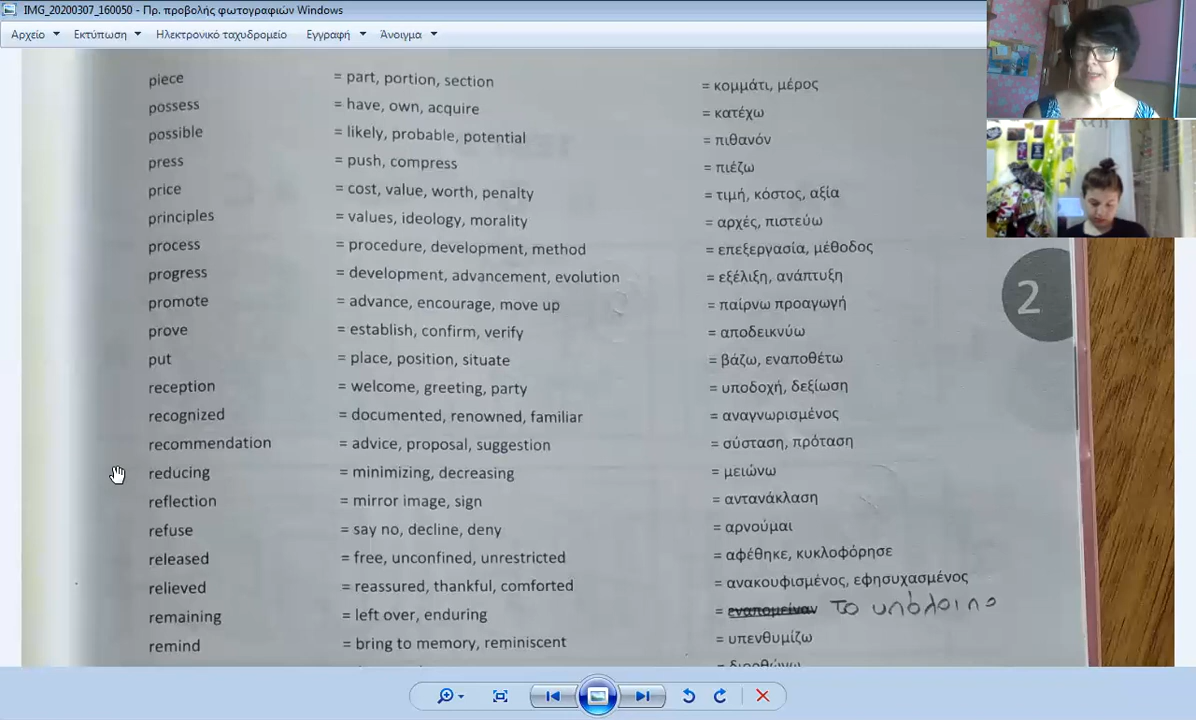 IMG_20200307_160050 - Πρ. προβολής φωτογραφιών Windows
Αρχείο Εκτύπωση Ηλεκτρονικό ταχυδρομείο Εγγραφή Άνοιγμα
piece = part, portion, section = κομμάτι, μέρος
possess = have, own, acquire = κατέχω
possible = likely, probable, potential = πιθανόν
press = push, compress = πιέζω
price = cost, value, worth, penalty = τιμή, κόστος, αξία
principles = values, ideology, morality = αρχές, πιστεύω
process = procedure, development, method = επεξεργασία, μέθοδος
progress = development, advancement, evolution = εξέλιξη, ανάπτυξη
2
promote = advance, encourage, move up = παίρνω προαγωγή
prove = establish, confirm, verify = αποδεικνύω
put = place, position, situate = βάζω, εναποθέτω
reception = welcome, greeting, party = υποδοχή, δεξίωση
recognized = documented, renowned, familiar = αναγνωρισμένος
recommendation = advice, proposal, suggestion = σύσταση, πρόταση
reducing = minimizing, decreasing = μειώνω
reflection = mirror image, sign = αντανάκλαση
refuse = say no, decline, deny = αρνούμαι
released = free, unconfined, unrestricted = αφέθηκε, κυκλοφόρησε
relieved = reassured, thankful, comforted = ανακουφισμένος, εφησυχασμένος
remaining = left over, enduring = εναπομείναν το υπόλοιπο
remind = bring to memory, reminiscent = υπενθυμίζω
διορθώνω